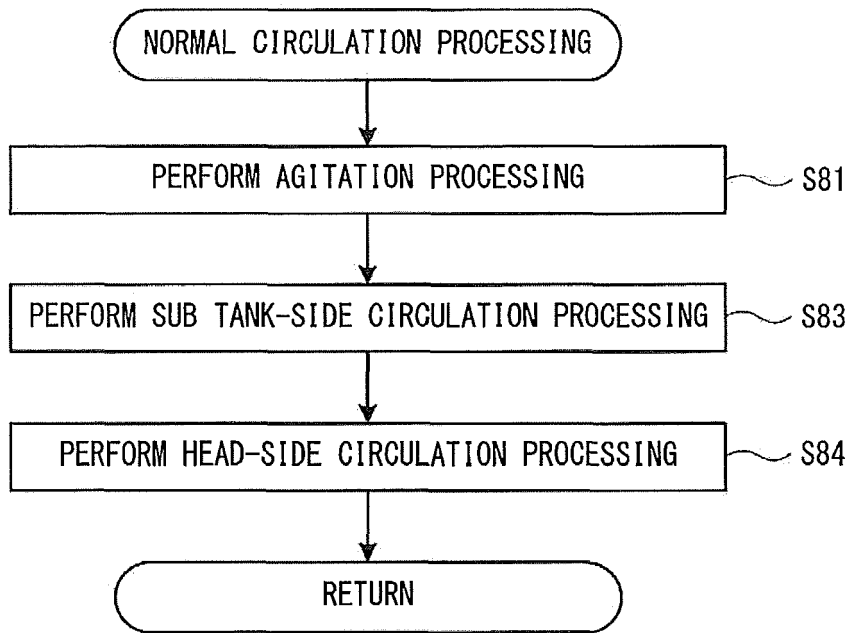 NORMAL CIRCULATION PROCESSING
PERFORM AGITATION PROCESSING
S81
PERFORM SUB TANK-SIDE CIRCULATION PROCESSING
S83
PERFORM HEAD-SIDE CIRCULATION PROCESSING
S84
RETURN